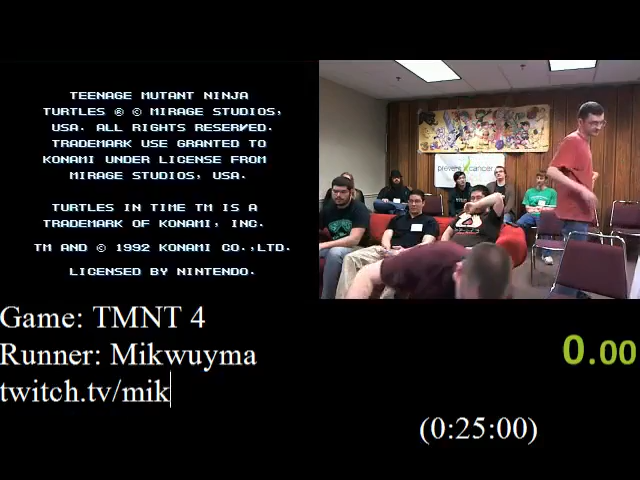 TEENAGE MUTANT NINJA
TURTLES ® © MIRAGE STUDIOS,
USA. ALL RIGHTS RESERVED.
TRADEMARK USE GRANTED TO
KONAMI UNDER LICENSE FROM
MIRAGE STUDIOS, USA.
TURTLES IN TIME TM IS A
TRADEMARK OF KONAMI, INC.
TM AND © 1992 KONAMI CO.,LTD.
LICENSED BY NINTENDO.
prevent cancer
Game: TMNT 4
Runner: Mikwuyma
twitch.tv/mik
0.00
(0:25:00)